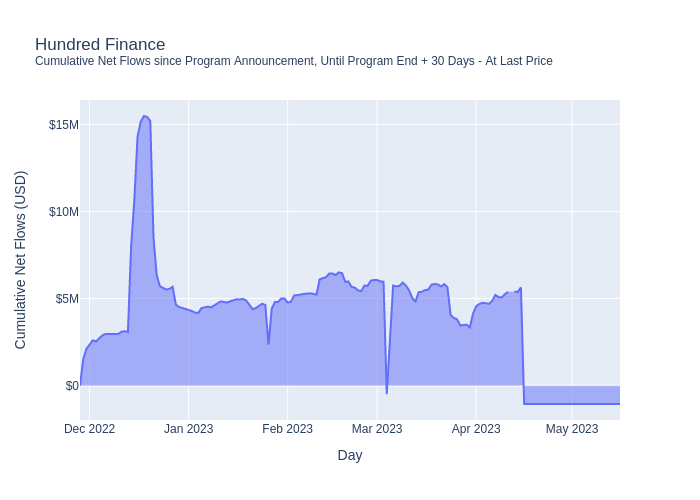 Hundred Finance
Cumulative Net Flows since Program Announcement, Until Program End + 30 Days - At Last Price
Cumulative Net Flows (USD)
$15M
$10M
$5M
$0
Dec 2022
Jan 2023
Feb 2023
Mar 2023
Apr 2023
May 2023
Day